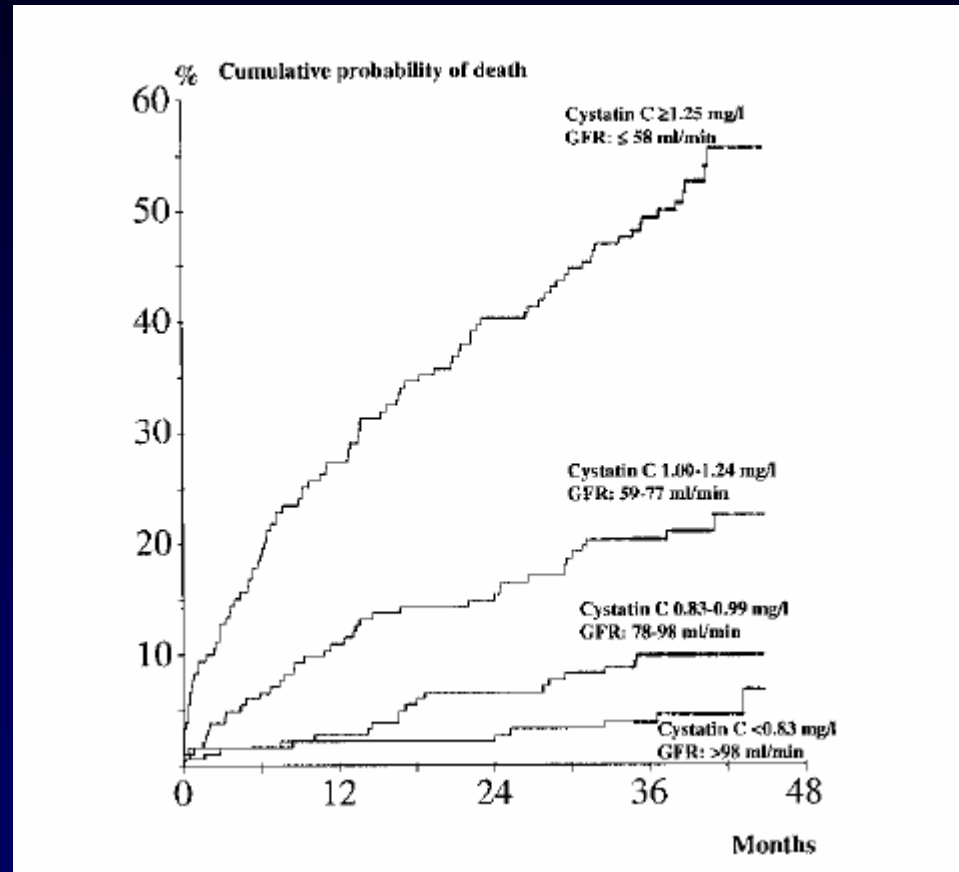 % Cumulative probability of death
60
Cystatin C ≥1.25 mg/l
GFR: ≤ 58 ml/min
50
40
30
Cystatin C 1.00-1.24 mg/l
GFR: 59-77 ml/min
20
Cystatin C 0.83-0.99 mg/l
GFR: 78-98 ml/min
10
Cystatin C <0.83 mg/l
GFR: >98 ml/min
0 12 24 36 48
Months